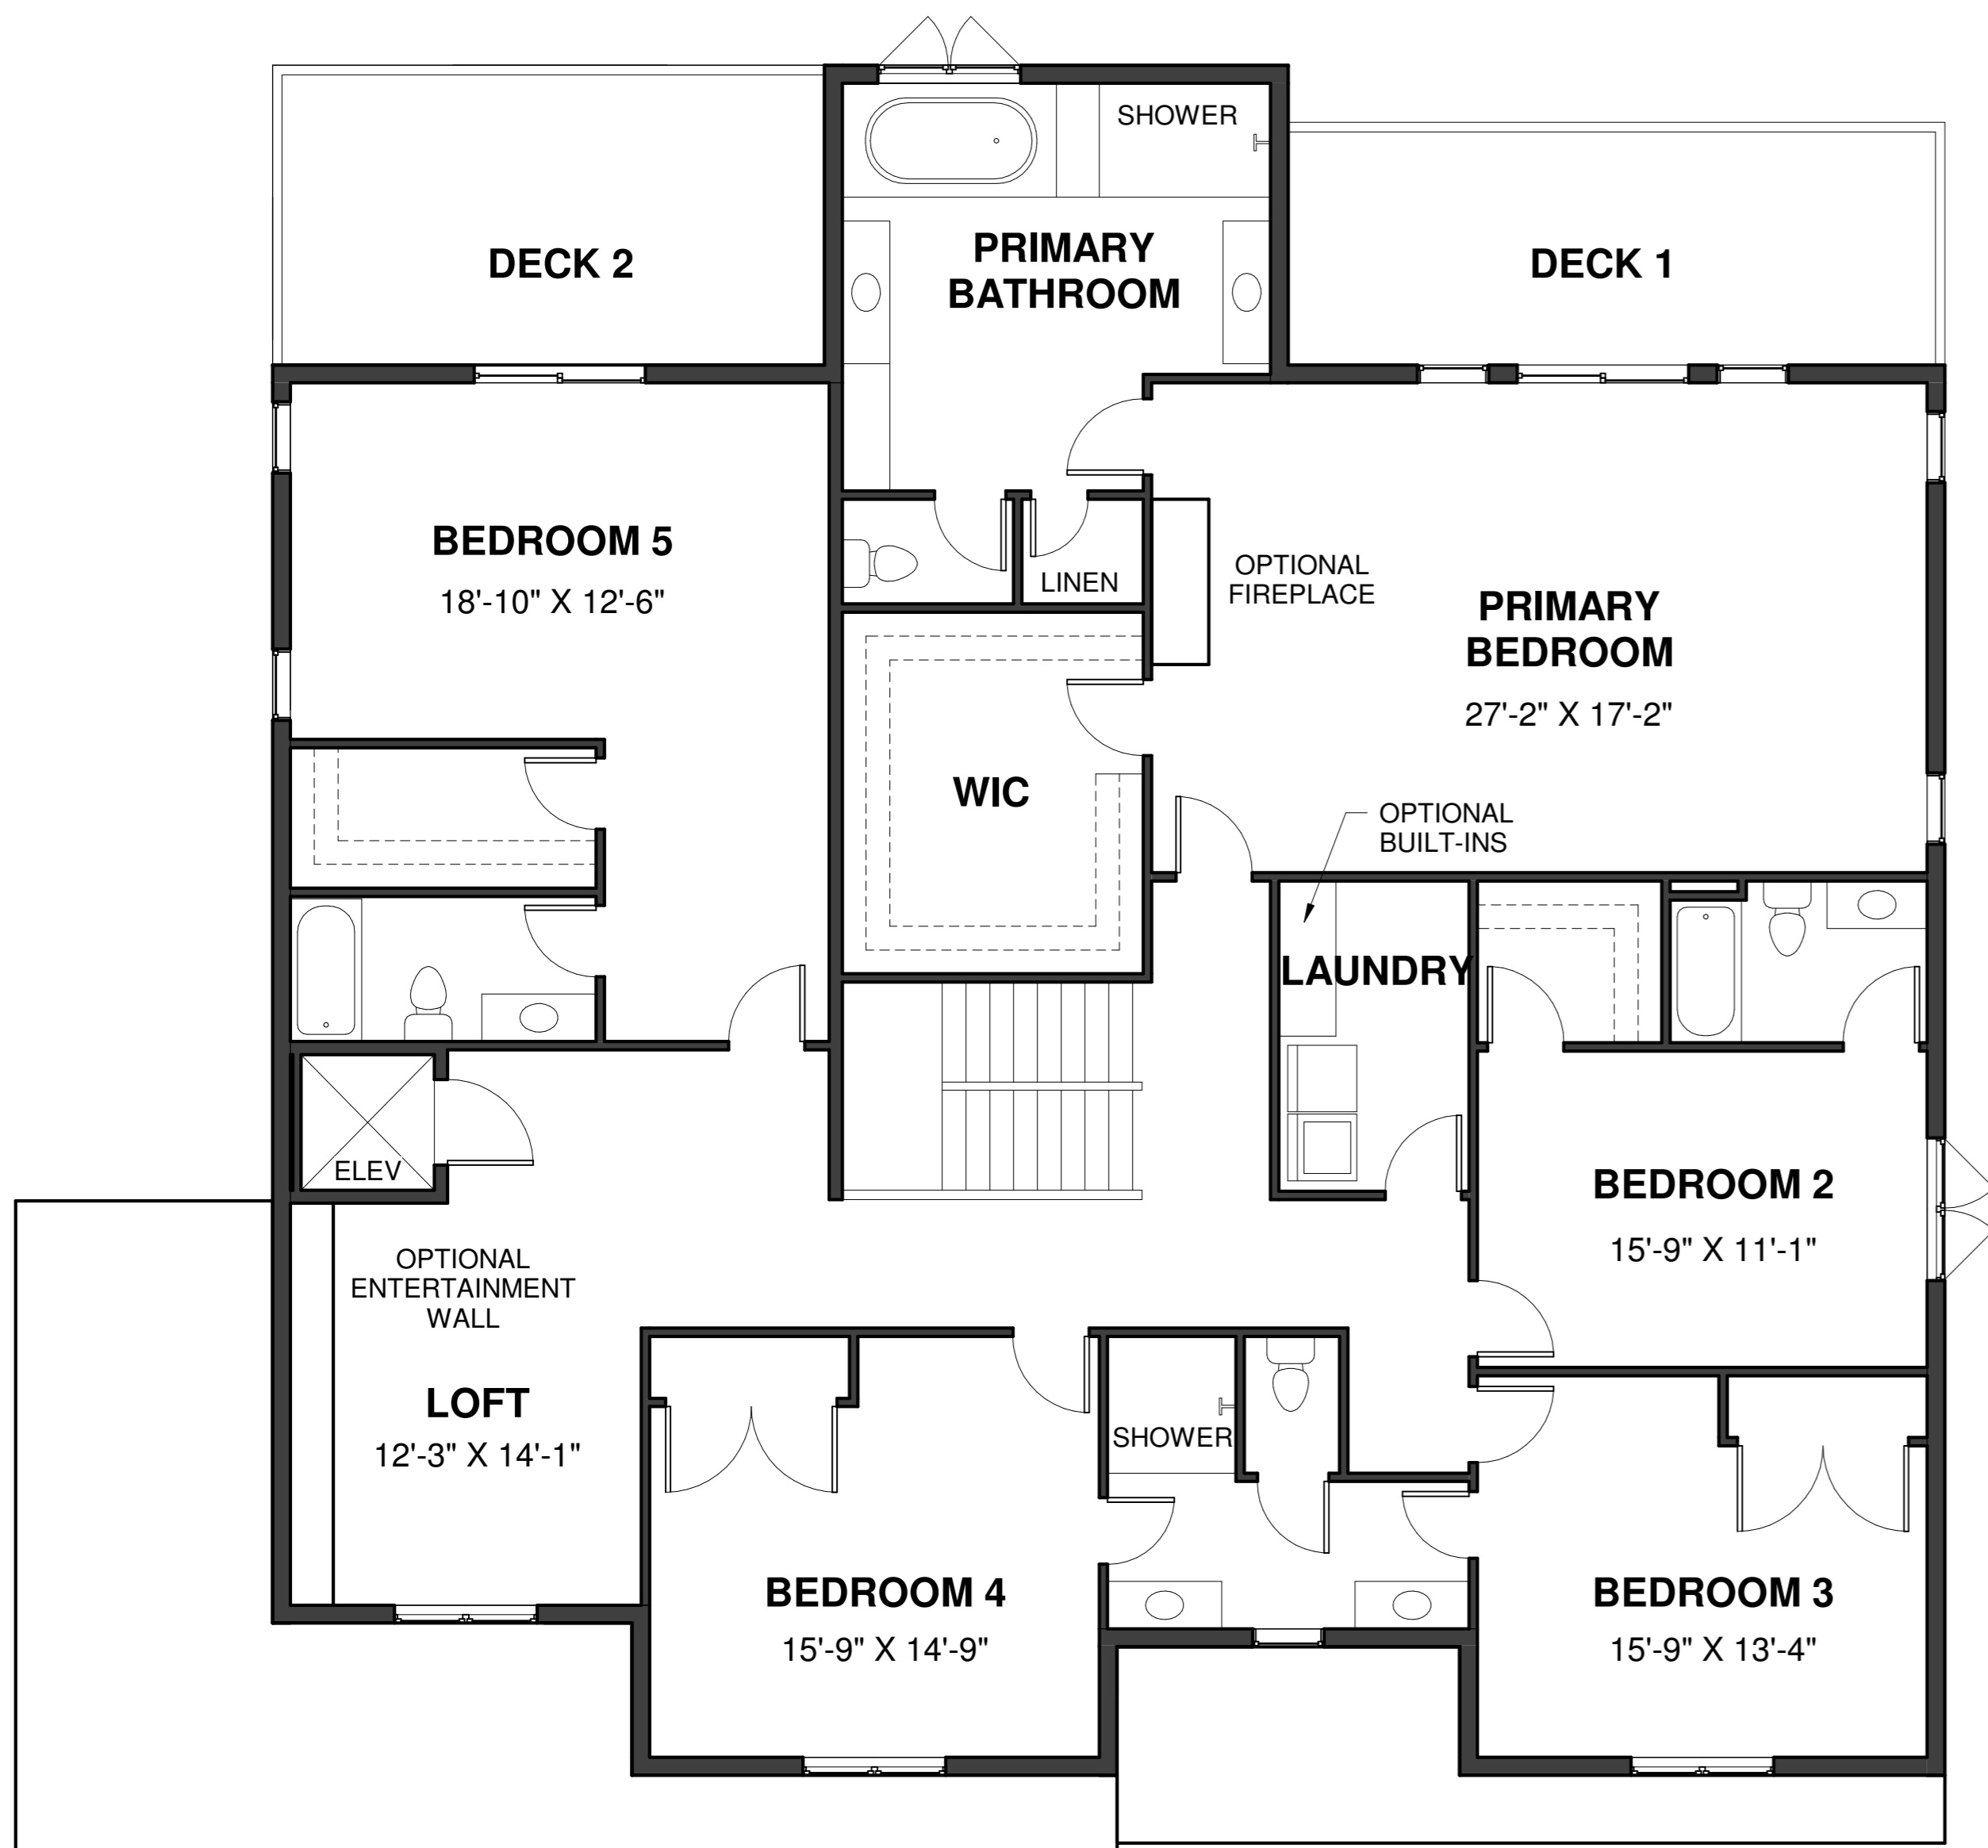 SHOWER
DECK 2
PRIMARY
BATHROOM
DECK 1
BEDROOM 5
18'-10" X 12'-6"
LINEN
OPTIONAL
FIREPLACE
PRIMARY
BEDROOM
27'-2" X 17'-2"
WIC
OPTIONAL
BUILT-INS
LAUNDRY
ELEV
BEDROOM 2
15'-9" X 11'-1"
OPTIONAL
ENTERTAINMENT
WALL
LOFT
12'-3" X 14'-1"
SHOWER
BEDROOM 4
15'-9" X 14'-9"
BEDROOM 3
15'-9" X 13'-4"